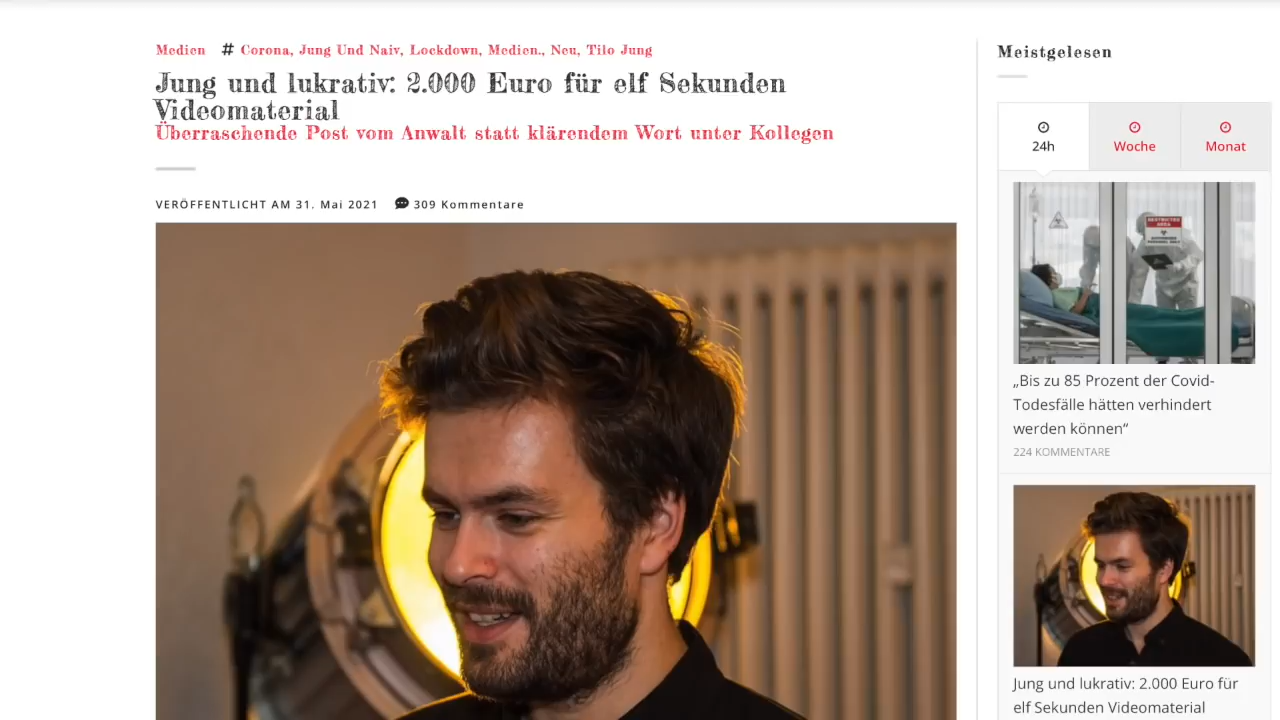 Medien # Corona, Jung Und Naiv, Lockdown, Medien., Neu, Tilo Jung
Jung und lukrativ: 2.000 Euro für elf Sekunden
Videomaterial
Überraschende Post vom Anwalt statt klärendem Wort unter Kollegen
VERÖFFENTLICHT AM 31. Mai 2021 309 Kommentare
Meistgelesen
24h Woche Monat
RESTRICTED
AREA
„Bis zu 85 Prozent der Covid-
Todesfälle hätten verhindert
werden können“
224 KOMMENTARE
Jung und lukrativ: 2.000 Euro für
elf Sekunden Videomaterial